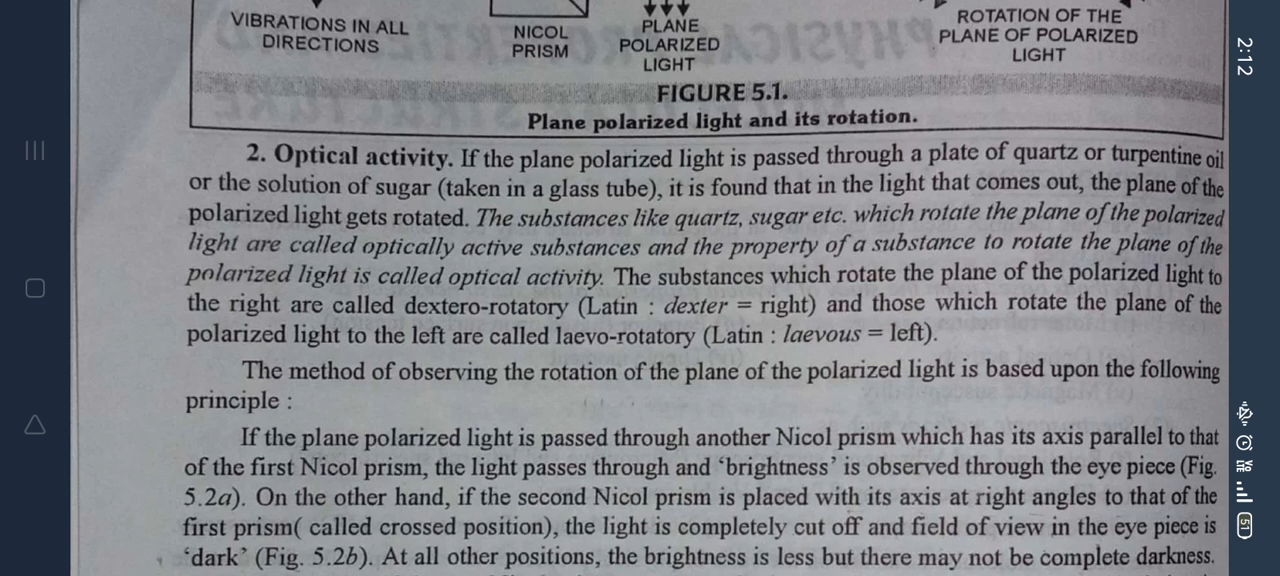 VIBRATIONS IN ALL
DIRECTIONS
NICOL
PRISM
PLANE
POLARIZED
LIGHT
ROTATION OF THE
PLANE OF POLARIZED
LIGHT
FIGURE 5.1.
Plane polarized light and its rotation.
2. Optical activity. If the plane polarized light is passed through a plate of quartz or turpentine oil
or the solution of sugar (taken in a glass tube), it is found that in the light that comes out, the plane of the
polarized light gets rotated. The substances like quartz, sugar etc. which rotate the plane of the polarized
light are called optically active substances and the property of a substance to rotate the plane of the
polarized light is called optical activity. The substances which rotate the plane of the polarized light to
the right are called dextero-rotatory (Latin : dexter = right) and those which rotate the plane of the
polarized light to the left are called laevo-rotatory (Latin : laevous = left).
The method of observing the rotation of the plane of the polarized light is based upon the following
principle :
If the plane polarized light is passed through another Nicol prism which has its axis parallel to that
of the first Nicol prism, the light passes through and ‘brightness’ is observed through the eye piece (Fig.
5.2a). On the other hand, if the second Nicol prism is placed with its axis at right angles to that of the
first prism( called crossed position), the light is completely cut off and field of view in the eye piece is
‘dark’ (Fig. 5.2b). At all other positions, the brightness is less but there may not be complete darkness.
2:12
51